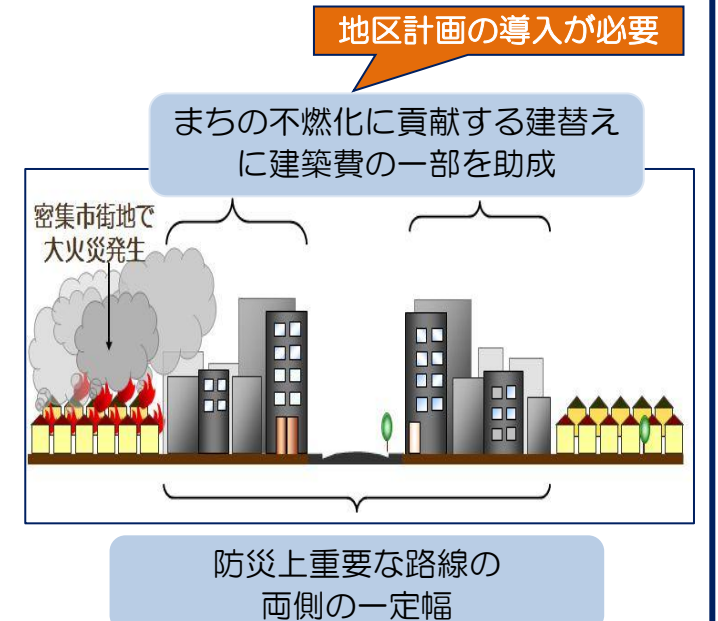 地区計画の導入が必要
まちの不燃化に貢献する建替え
に建築費の一部を助成
密集市街地で
大火災発生
防災上重要な路線の
両側の一定幅